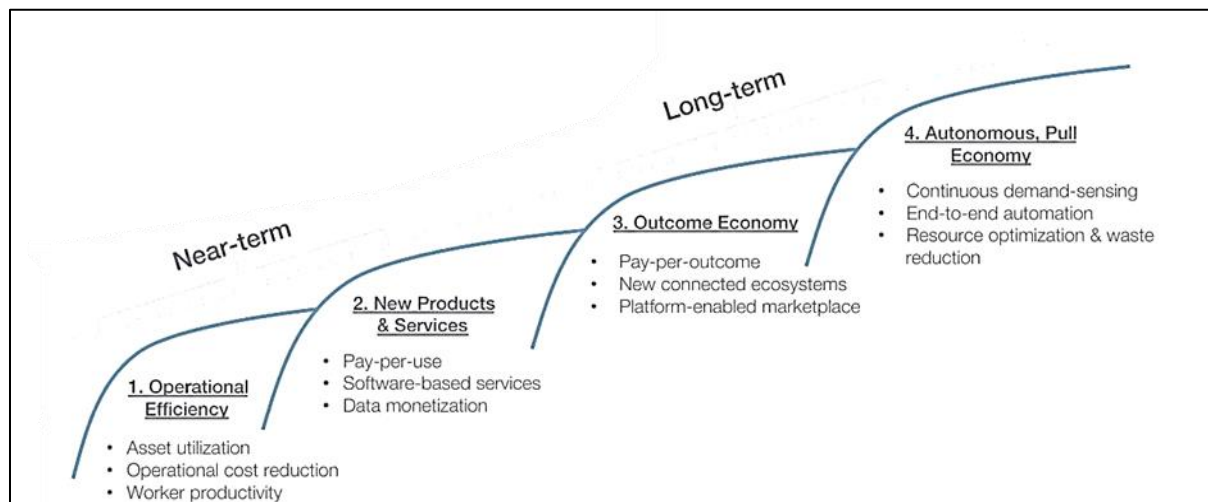 Near-term
Long-term
1. Operational
Efficiency
• Asset utilization
• Operational cost reduction
• Worker productivity
2. New Products
& Services
• Pay-per-use
• Software-based services
• Data monetization
3. Outcome Economy
• Pay-per-outcome
• New connected ecosystems
• Platform-enabled marketplace
4. Autonomous, Pull
Economy
• Continuous demand-sensing
• End-to-end automation
• Resource optimization & waste
reduction